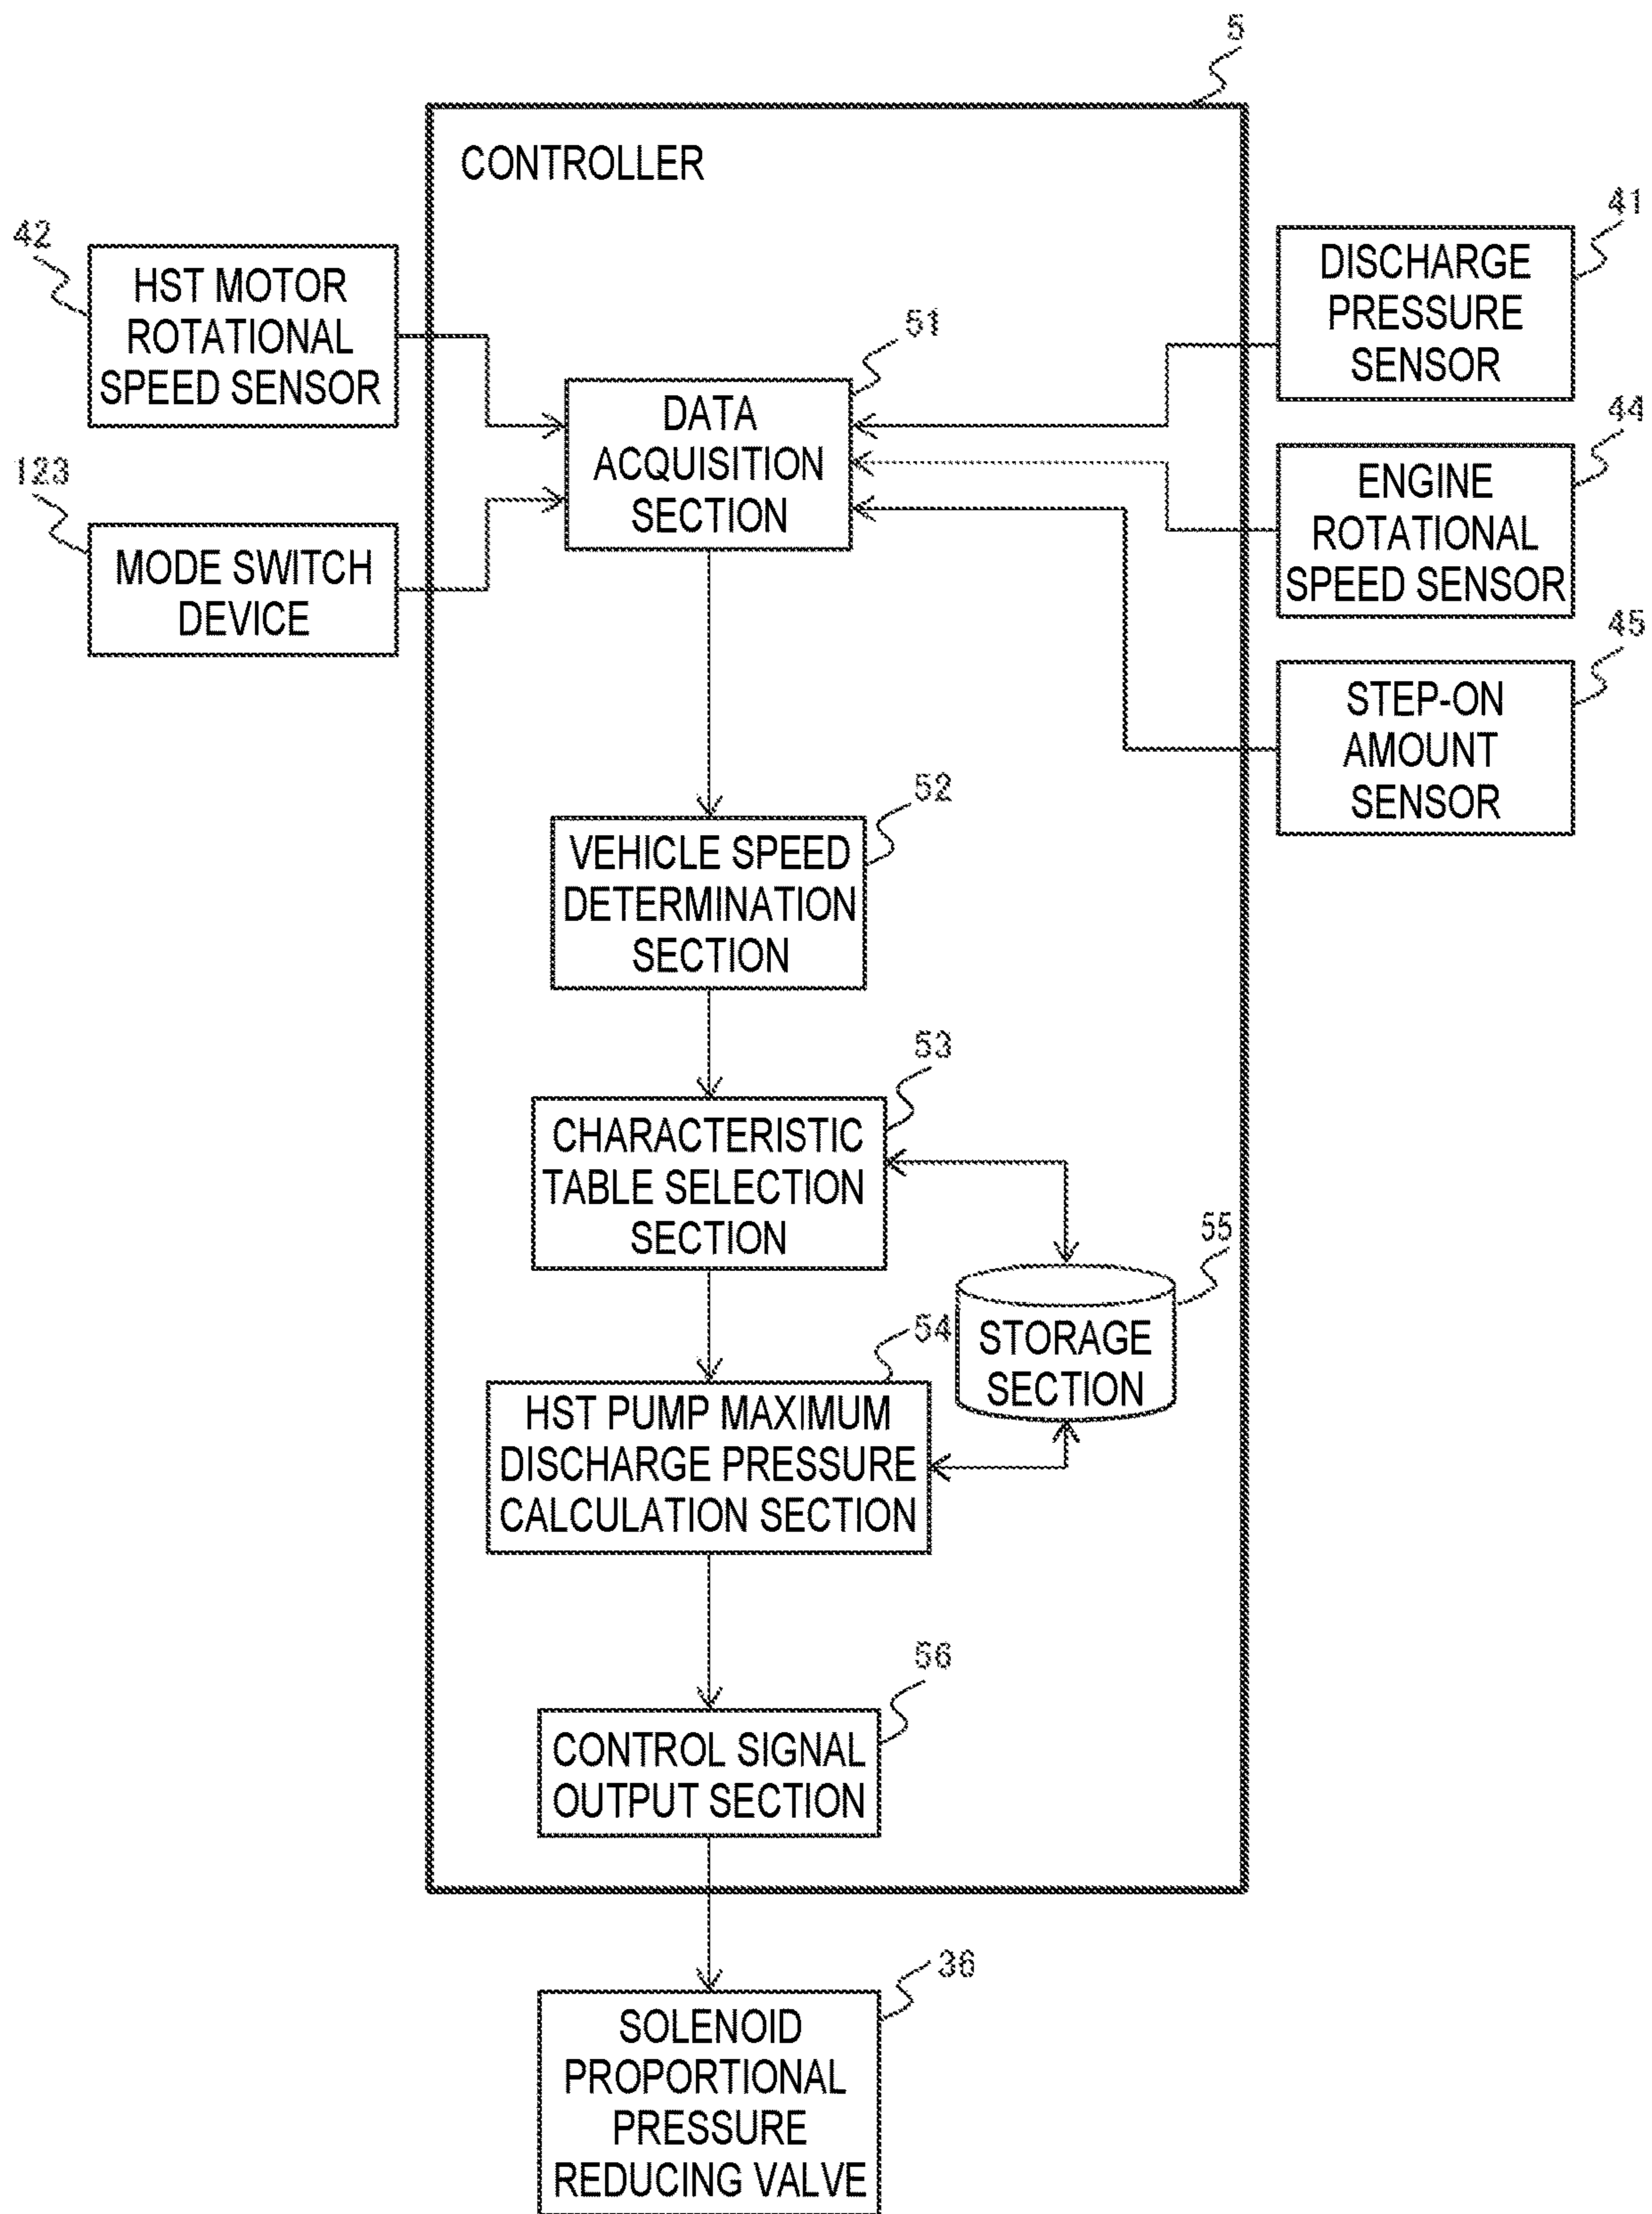 5
CONTROLLER
42
HST MOTOR
ROTATIONAL
SPEED SENSOR
123
MODE SWITCH
DEVICE
41
DISCHARGE
PRESSURE
SENSOR
44
ENGINE
ROTATIONAL
SPEED SENSOR
45
STEP-ON
AMOUNT
SENSOR
51
DATA
ACQUISITION
SECTION
52
VEHICLE SPEED
DETERMINATION
SECTION
53
CHARACTERISTIC
TABLE SELECTION
SECTION
55
STORAGE
SECTION
54
HST PUMP MAXIMUM
DISCHARGE PRESSURE
CALCULATION SECTION
56
CONTROL SIGNAL
OUTPUT SECTION
36
SOLENOID
PROPORTIONAL
PRESSURE
REDUCING VALVE